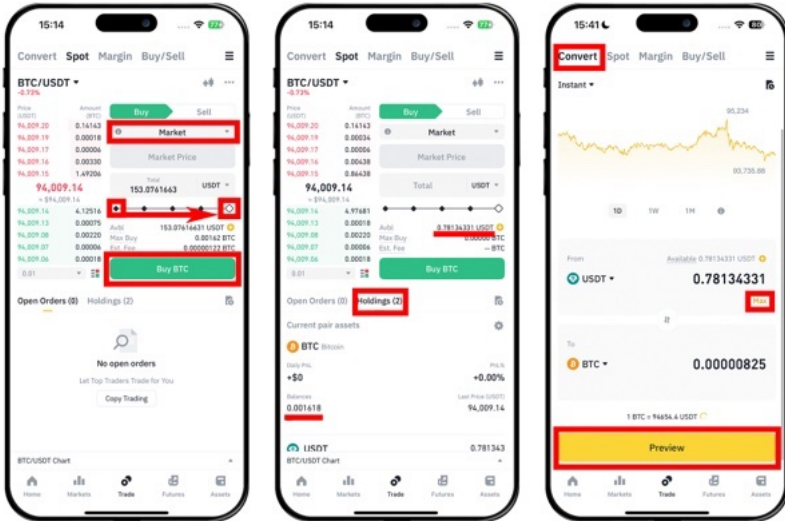 15:14
77
Convert Spot Margin Buy/Sell
BTC/USDT
-0.73%
Price
(USDT)
Amount
(BTC)
Buy
Sell
94,009.20 0.14143
94,009.19 0.00018
94,009.17 0.00006
94,009.16 0.00330
94,009.15 1.49206
94,009.14
≈ $94,009.14
94,009.14 4.12516
94,009.13 0.00075
94,009.08 0.00220
94,009.07 0.00006
94,009.06 0.00018
0.01
Market
Market Price
Total
153.0761663
USDT
Avbl 153.07616631 USDT
Max Buy 0.00162 BTC
Est. Fee 0.00000122 BTC
Buy BTC
Open Orders (0) Holdings (2)
No open orders
Let Top Traders Trade for You
Copy Trading
BTC/USDT Chart
Home Markets Trade Futures Assets
15:14
77
Convert Spot Margin Buy/Sell
BTC/USDT
-0.73%
Price
(USDT)
Amount
(BTC)
Buy
Sell
94,009.20 0.14143
94,009.19 0.00034
94,009.17 0.00006
94,009.16 0.00438
94,009.15 0.86438
94,009.14
≈ $94,009.14
94,009.14 4.97681
94,009.13 0.00018
94,009.08 0.00220
94,009.07 0.00006
94,009.06 0.00018
0.01
Market
Market Price
Total
USDT
Avbl 0.78134331 USDT
Max Buy 0.00000 BTC
Est. Fee -- BTC
Buy BTC
Open Orders (0) Holdings (2)
Current pair assets
BTC Bitcoin
Daily PnL
+$0
PnL%
+0.00%
Balances
0.001618
Last Price (USDT)
94,009.14
USDT
0.781343
BTC/USDT Chart
Home Markets Trade Futures Assets
15:41
80
Convert Spot Margin Buy/Sell
Instant
95,234
93,735.88
1D 1W 1M
From
Available 0.78134331 USDT
USDT
0.78134331
Max
To
BTC
0.00000825
1 BTC ≈ 94654.4 USDT
Preview
Home Markets Trade Futures Assets